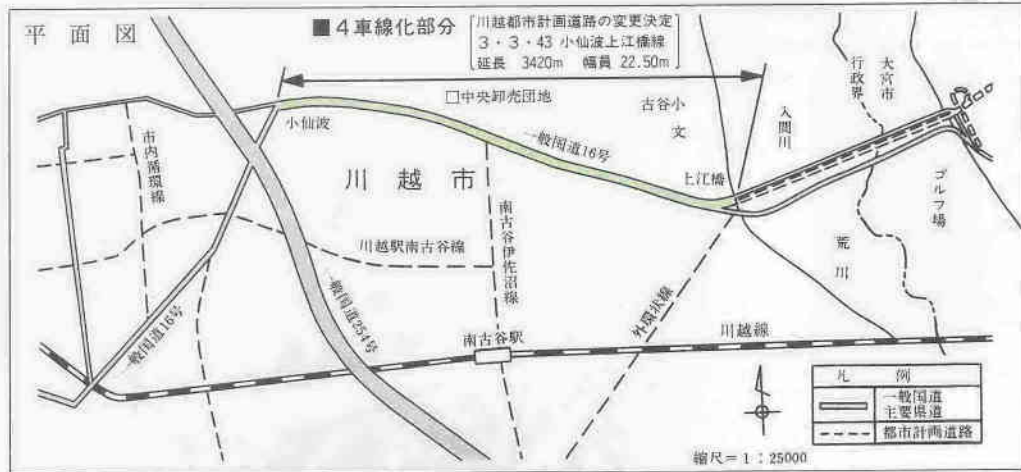 平面図
■4車線化部分
川越都市計画道路の変更決定
3・3・43 小仙波上江橋線
延長 3420m 幅員 22.50m
□中央卸売団地
小仙波
市内循環線
川越市
一般国道16号
古谷小
文
入間川
行政界
大宮市
上江橋
ゴルフ場
荒川
南古谷伊佐沼線
川越駅南古谷線
一般国道254号
一般国道16号
外環状線
南古谷駅
川越線
凡例
一般国道
主要県道
都市計画道路
縮尺=1:25000